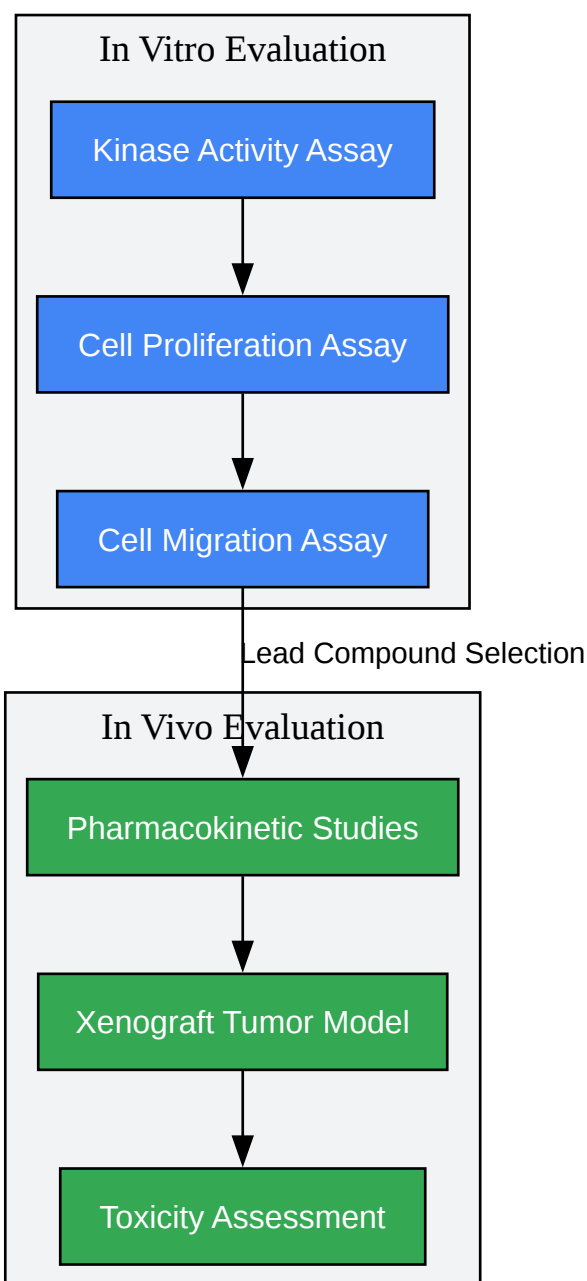 In Vitro Evaluation
Kinase Activity Assay
Cell Proliferation Assay
Cell Migration Assay
Lead Compound Selection
In Vivo Evaluation
Pharmacokinetic Studies
Xenograft Tumor Model
Toxicity Assessment